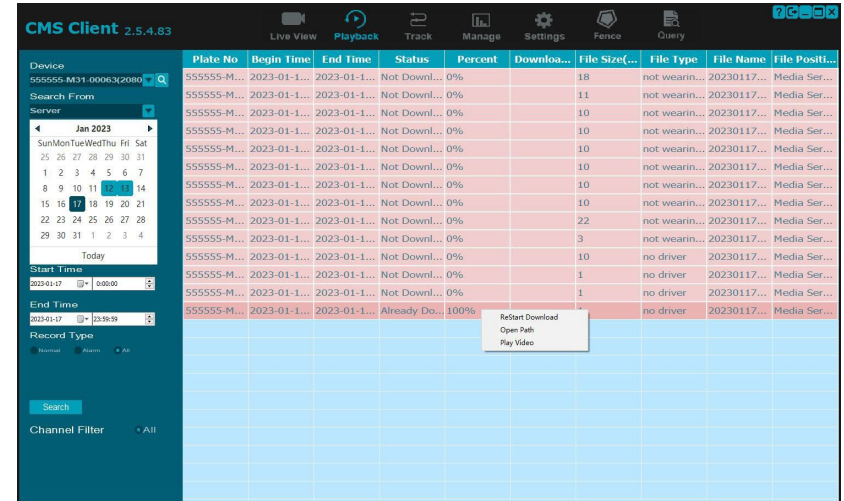 CMS Client 2.5.4.83
Live View Playback Track Manage Settings Fence Query
Device
555555-M31-00063(2080
Search From
Server
Jan 2023
Sun Mon Tue Wed Thu Fri Sat
25 26 27 28 29 30 31
1 2 3 4 5 6 7
8 9 10 11 12 13 14
15 16 17 18 19 20 21
22 23 24 25 26 27 28
29 30 31 1 2 3 4
Today
Start Time
2023-01-17 0:00:00
End Time
2023-01-17 23:59:59
Record Type
Normal Alarm All
Search
Channel Filter All
Plate No Begin Time End Time Status Percent Downloa... File Size(... File Type File Name File Positi...
555555-M... 2023-01-1... 2023-01-1... Not Downl... 0% 18 not wearin... 20230117... Media Ser...
555555-M... 2023-01-1... 2023-01-1... Not Downl... 0% 11 not wearin... 20230117... Media Ser...
555555-M... 2023-01-1... 2023-01-1... Not Downl... 0% 10 not wearin... 20230117... Media Ser...
555555-M... 2023-01-1... 2023-01-1... Not Downl... 0% 10 not wearin... 20230117... Media Ser...
555555-M... 2023-01-1... 2023-01-1... Not Downl... 0% 10 not wearin... 20230117... Media Ser...
555555-M... 2023-01-1... 2023-01-1... Not Downl... 0% 10 not wearin... 20230117... Media Ser...
555555-M... 2023-01-1... 2023-01-1... Not Downl... 0% 10 not wearin... 20230117... Media Ser...
555555-M... 2023-01-1... 2023-01-1... Not Downl... 0% 10 not wearin... 20230117... Media Ser...
555555-M... 2023-01-1... 2023-01-1... Not Downl... 0% 22 not wearin... 20230117... Media Ser...
555555-M... 2023-01-1... 2023-01-1... Not Downl... 0% 3 not wearin... 20230117... Media Ser...
555555-M... 2023-01-1... 2023-01-1... Not Downl... 0% 10 no driver 20230117... Media Ser...
555555-M... 2023-01-1... 2023-01-1... Not Downl... 0% 1 no driver 20230117... Media Ser...
555555-M... 2023-01-1... 2023-01-1... Not Downl... 0% 1 no driver 20230117... Media Ser...
555555-M... 2023-01-1... 2023-01-1... Already Do... 100% no driver 20230117... Media Ser...
ReStart Download
Open Path
Play Video